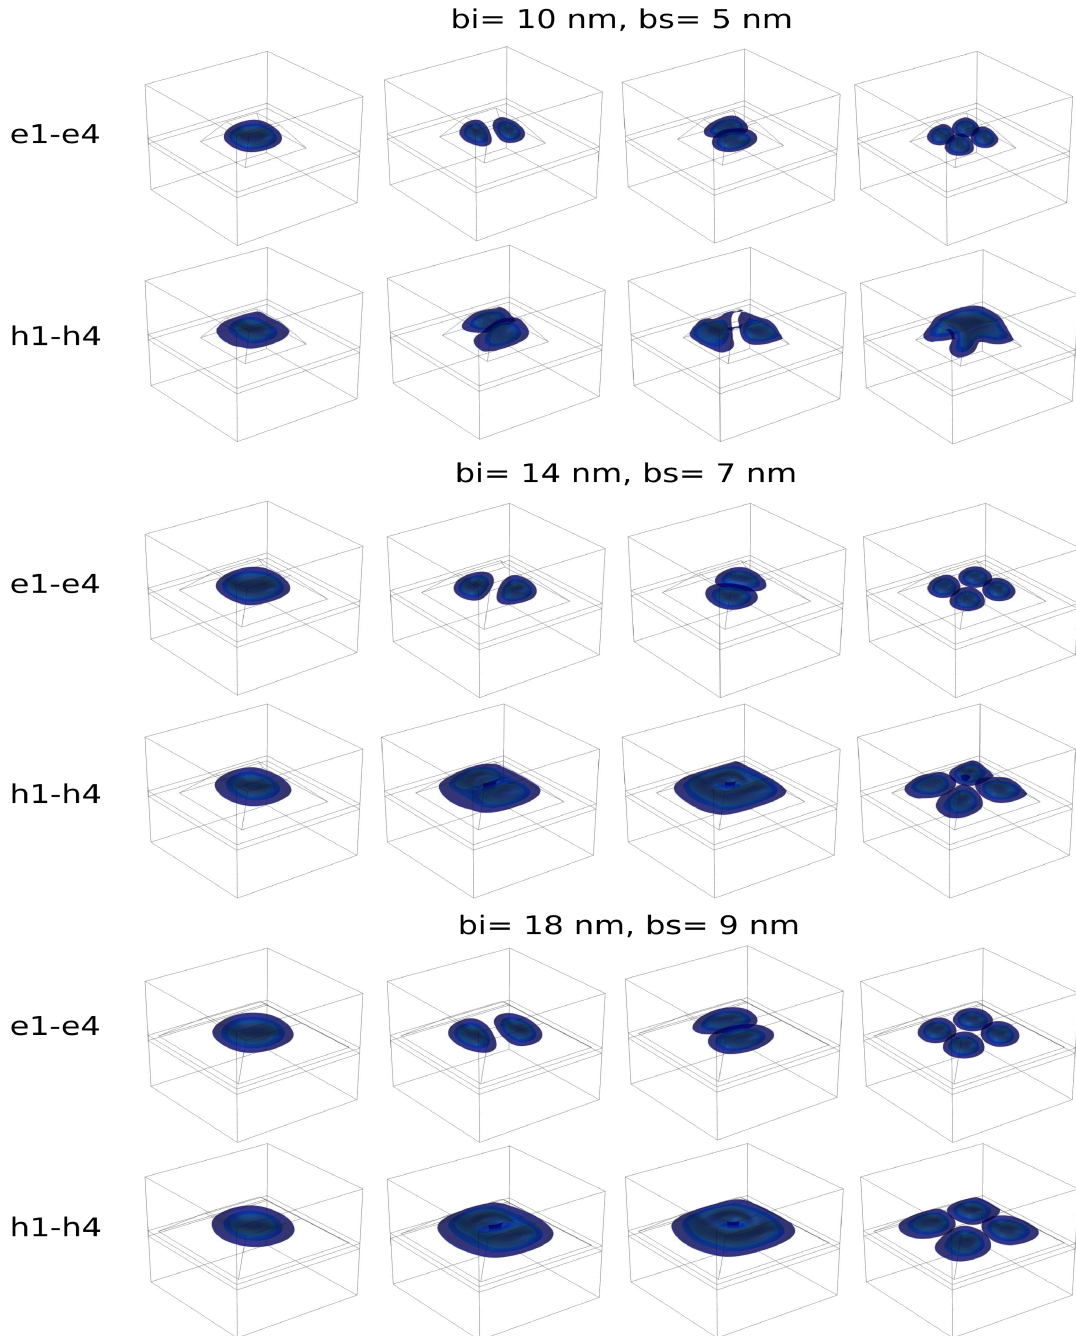 bi= 10 nm, bs= 5 nm
e1-e4
h1-h4
bi= 14 nm, bs= 7 nm
e1-e4
h1-h4
bi= 18 nm, bs= 9 nm
e1-e4
h1-h4